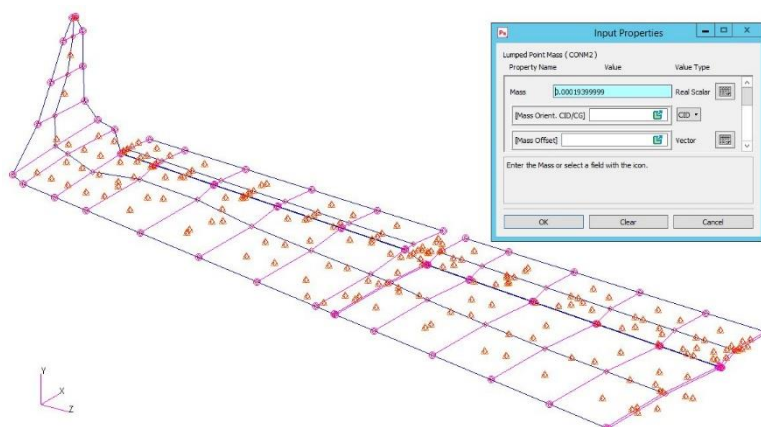 Input Properties
Lumped Point Mass ( CONM2 )
Property Name Value Value Type
Mass 0.00019399999 Real Scalar
[Mass Orient. CID/CG] CID
[Mass Offset] Vector
Enter the Mass or select a field with the icon.
OK Clear Cancel
Y
X
Z